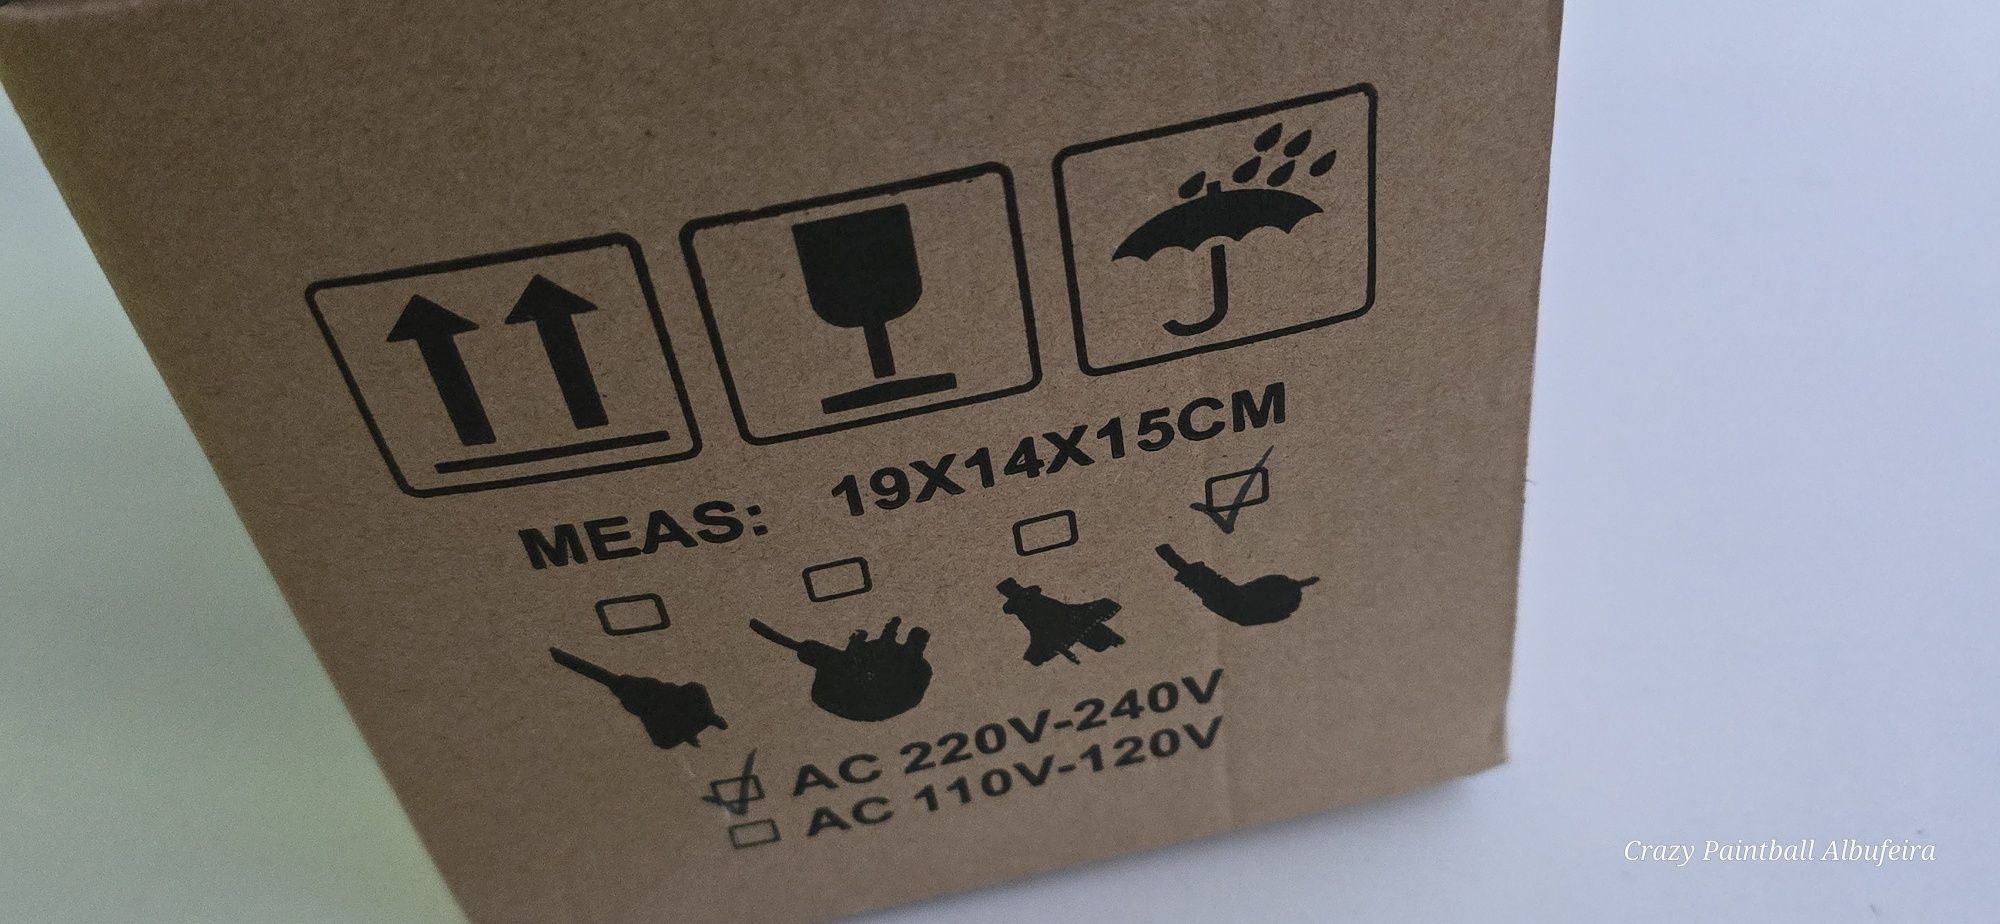 MEAS: 19X14X15CM
AC 220V-240V
AC 110V-120V
Crazy Paintball Albufeira